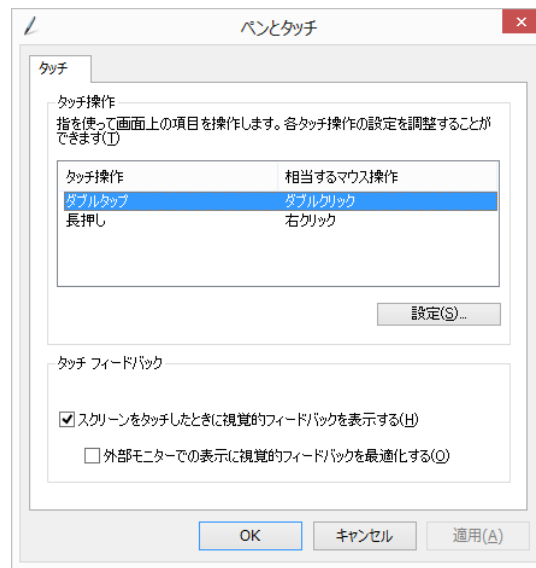 ペンとタッチ
タッチ
タッチ操作
指を使って画面上の項目を操作します。各タッチ操作の設定を調整することが
できます(T)
タッチ操作 相当するマウス操作
ダブルタップ ダブルクリック
長押し 右クリック
設定(S)...
タッチ フィードバック
スクリーンをタッチしたときに視覚的フィードバックを表示する(H)
外部モニターでの表示に視覚的フィードバックを最適化する(O)
OK キャンセル 適用(A)